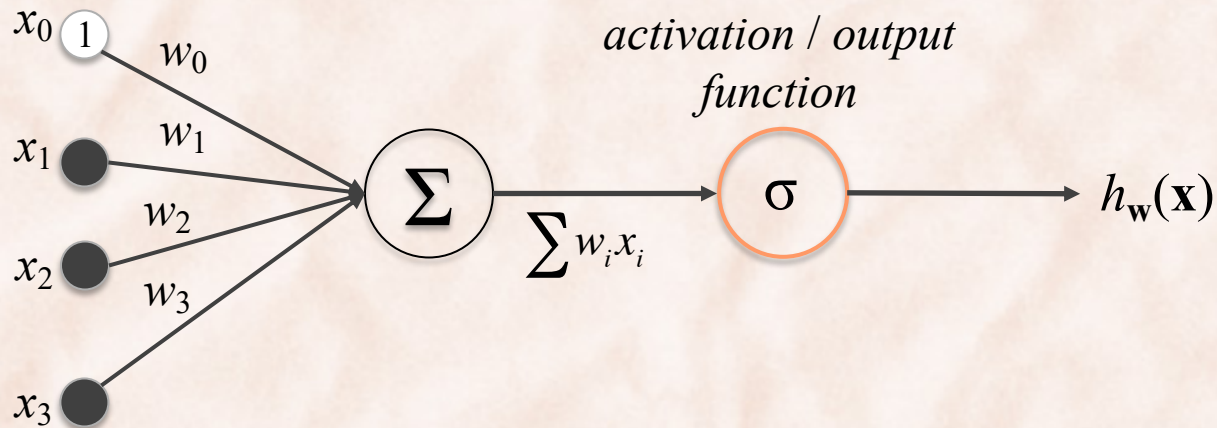 x₀ 1
w₀
activation / output
function
x₁
w₁
Σ
σ
h𝐰(𝐱)
w₂
∑wᵢxᵢ
x₂
w₃
x₃